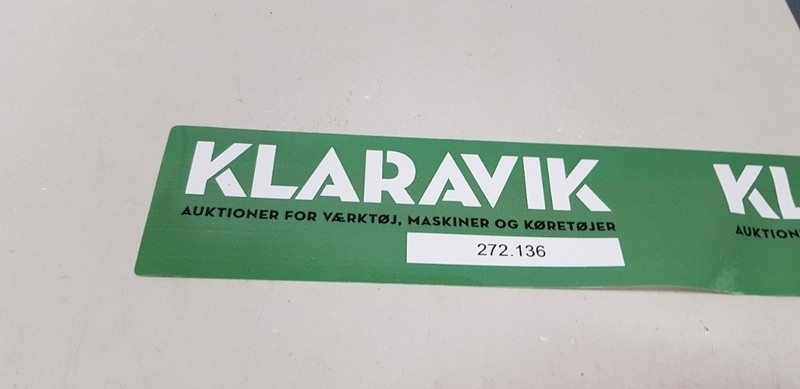 KLARAVIK
AUKTIONER FOR VÆRKTØJ, MASKINER OG KØRETØJER
272.136
KL
AUKTION